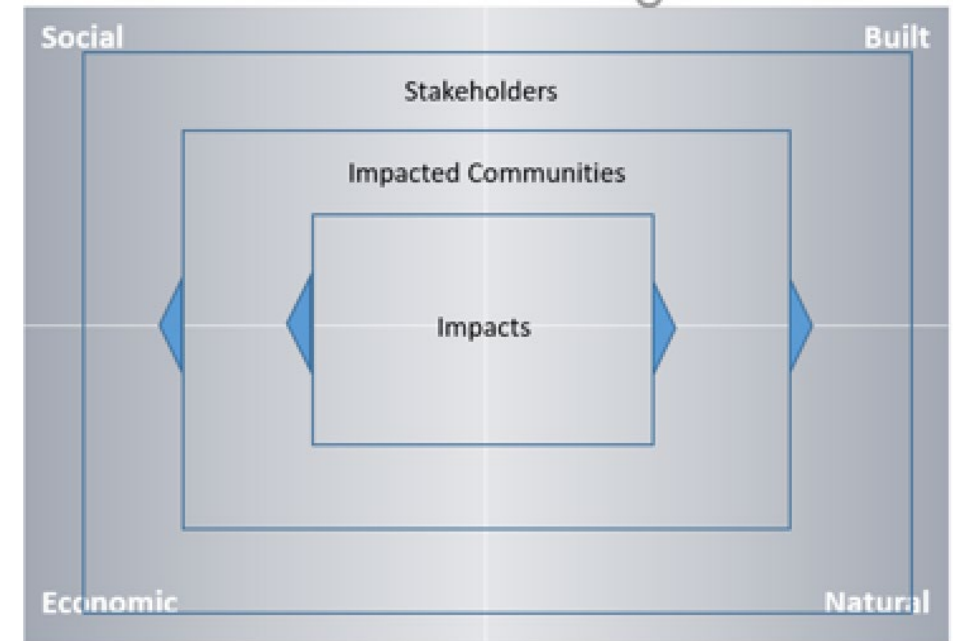 Social
Built
Stakeholders
Impacted Communities
Impacts
Economic
Natural